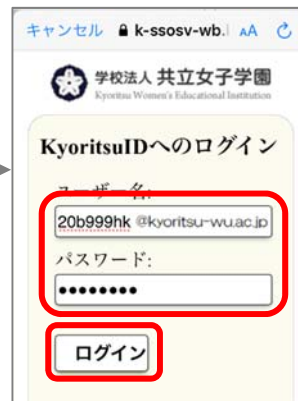 キャンセル k-ssosv-wb. AA
学校法人 共立女子学園
Kyoritsu Women's Educational Institution
KyoritsuIDへのログイン
ユーザー名:
20b999hk @kyoritsu-wu.ac.jp
パスワード:
ログイン